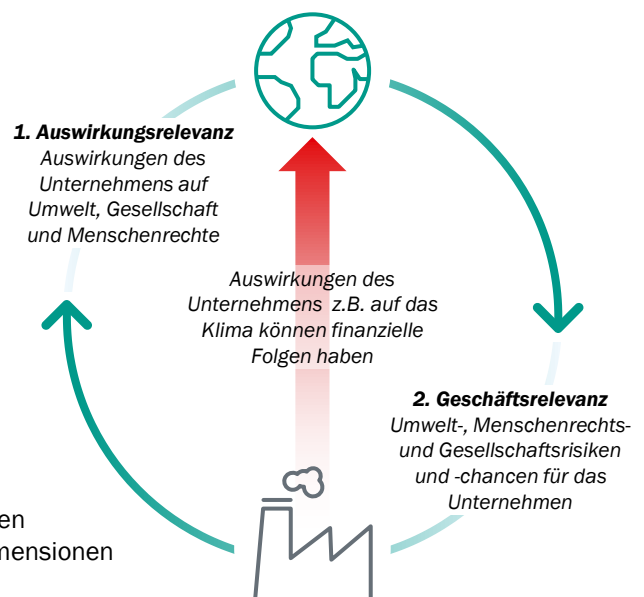 1. Auswirkungsrelevanz
Auswirkungen des
Unternehmens auf
Umwelt, Gesellschaft
und Menschenrechte
Auswirkungen des
Unternehmens z.B. auf das
Klima können finanzielle
Folgen haben
2. Geschäftsrelevanz
Umwelt-, Menschenrechts-
und Gesellschaftsrisiken
und -chancen für das
Unternehmen